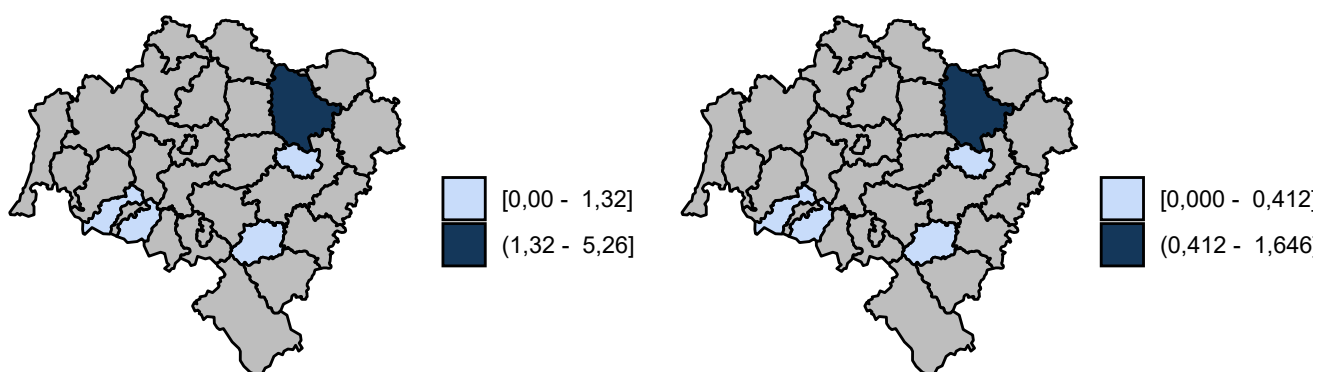 [0,00 - 1,32]
(1,32 - 5,26]
[0,000 - 0,412]
(0,412 - 1,646]